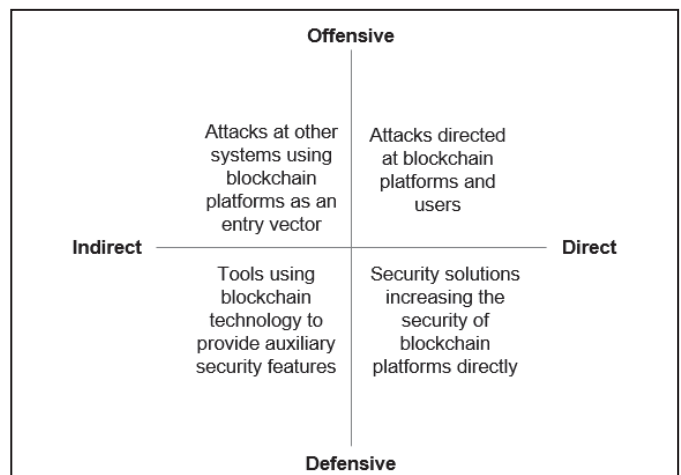 Offensive
Attacks at other
systems using
blockchain
platforms as an
entry vector
Attacks directed
at blockchain
platforms and
users
Indirect
Direct
Tools using
blockchain
technology to
provide auxiliary
security features
Security solutions
increasing the
security of
blockchain
platforms directly
Defensive